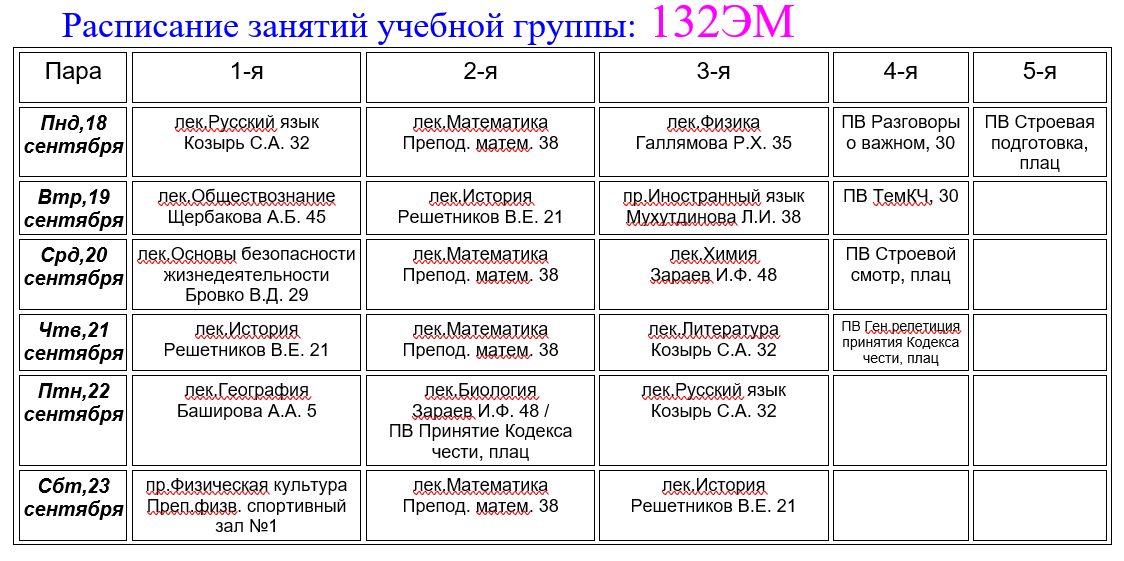 Расписание занятий учебной группы: 132ЭМ
Пара 1-я 2-я 3-я 4-я 5-я
Пнд,18
сентября
лек.Русский язык
Козырь С.А. 32
лек.Математика
Препод. матем. 38
лек.Физика
Галлямова Р.Х. 35
ПВ Разговоры
о важном, 30
ПВ Строевая
подготовка,
плац
Втр,19
сентября
лек.Обществознание
Щербакова А.Б. 45
лек.История
Решетников В.Е. 21
пр.Иностранный язык
Мухутдинова Л.И. 38
ПВ ТемКЧ, 30
Срд,20
сентября
лек.Основы безопасности
жизнедеятельности
Бровко В.Д. 29
лек.Математика
Препод. матем. 38
лек.Химия
Зараев И.Ф. 48
ПВ Строевой
смотр, плац
Чтв,21
сентября
лек.История
Решетников В.Е. 21
лек.Математика
Препод. матем. 38
лек.Литература
Козырь С.А. 32
ПВ Ген.репетиция
принятия Кодекса
чести, плац
Птн,22
сентября
лек.География
Баширова А.А. 5
лек.Биология
Зараев И.Ф. 48 /
ПВ Принятие Кодекса
чести, плац
лек.Русский язык
Козырь С.А. 32
Сбт,23
сентября
пр.Физическая культура
Преп.физв. спортивный
зал №1
лек.Математика
Препод. матем. 38
лек.История
Решетников В.Е. 21